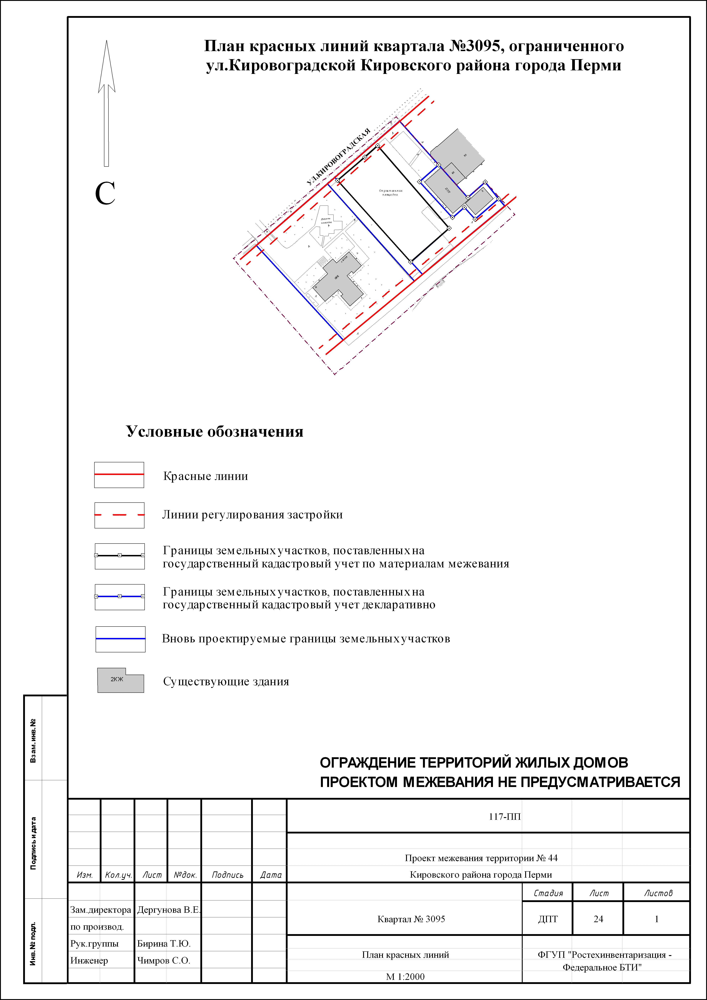 План красных линий квартала №3095, ограниченного
ул.Кировоградской Кировского района города Перми
С
УЛ.КИРОВОГРАДСКАЯ
Строительная
площадка
Детская
площадка
ЦТП
А
А
А
А
А
А
А
А
А
Условные обозначения
Красные линии
Линии регулирования застройки
Границы земельных участков, поставленных на
государственный кадастровый учет по материалам межевания
Границы земельных участков, поставленных на
государственный кадастровый учет декларативно
Вновь проектируемые границы земельных участков
2КЖ
Существующие здания
ОГРАЖДЕНИЕ ТЕРРИТОРИЙ ЖИЛЫХ ДОМОВ
ПРОЕКТОМ МЕЖЕВАНИЯ НЕ ПРЕДУСМАТРИВАЕТСЯ
Взам. инв. №
Подпись и дата
Инв. № подл.
117-ПП
Проект межевания территории № 44
Кировского района города Перми
Изм. Кол.уч. Лист №док. Подпись Дата
Стадия Лист Листов
Зам.директора Дергунова В.Е.
по производ.
Квартал № 3095 ДПТ 24 1
Рук.группы Бирина Т.Ю.
Инженер Чимров С.О.
План красных линий
М 1:2000
ФГУП "Ростехинвентаризация -
Федеральное БТИ"